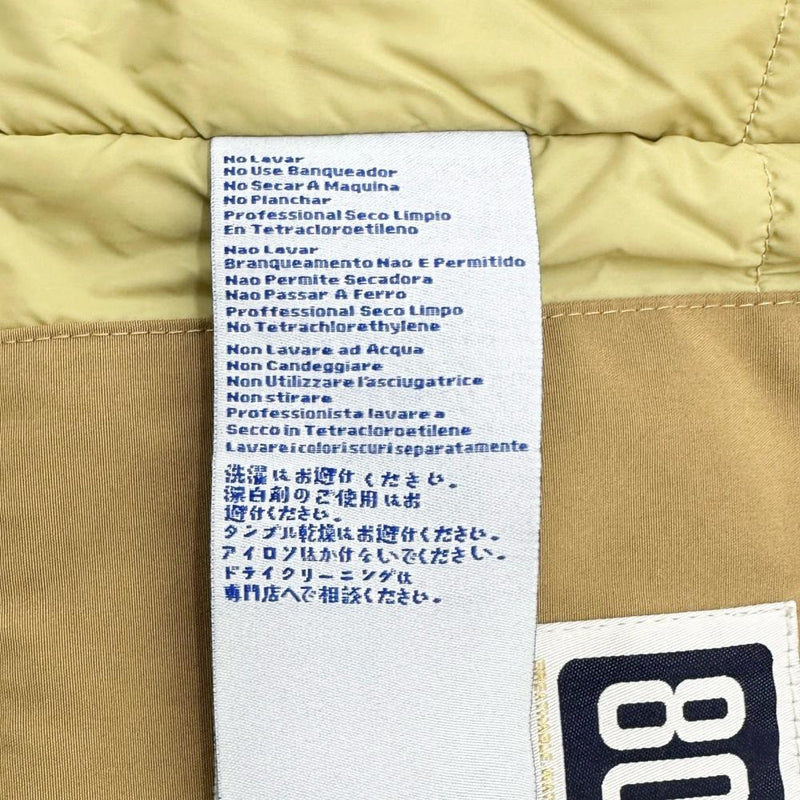 No Lavar
No Use Banqueador
No Secar A Maquina
No Planchar
Professional Seco Limpio
En Tetracloroetileno
Nao Lavar
Branqueamento Nao E Permitido
Nao Permite Secadora
Nao Passar A Ferro
Proffessional Seco Limpo
No Tetrachlorethylene
Non Lavare ad Acqua
Non Candeggiare
Non Utilizzare l'asciugatrice
Non stirare
Professionista lavare a
Secco in Tetracloroetilene
Lavare i colori scuri separatamente
洗濯はお避けください。
漂白剤のご使用はお
避けください。
タンブル乾燥はお避けください。
アイロンはかけないでください。
ドライクリーニングは
専門店へで相談ください。
08